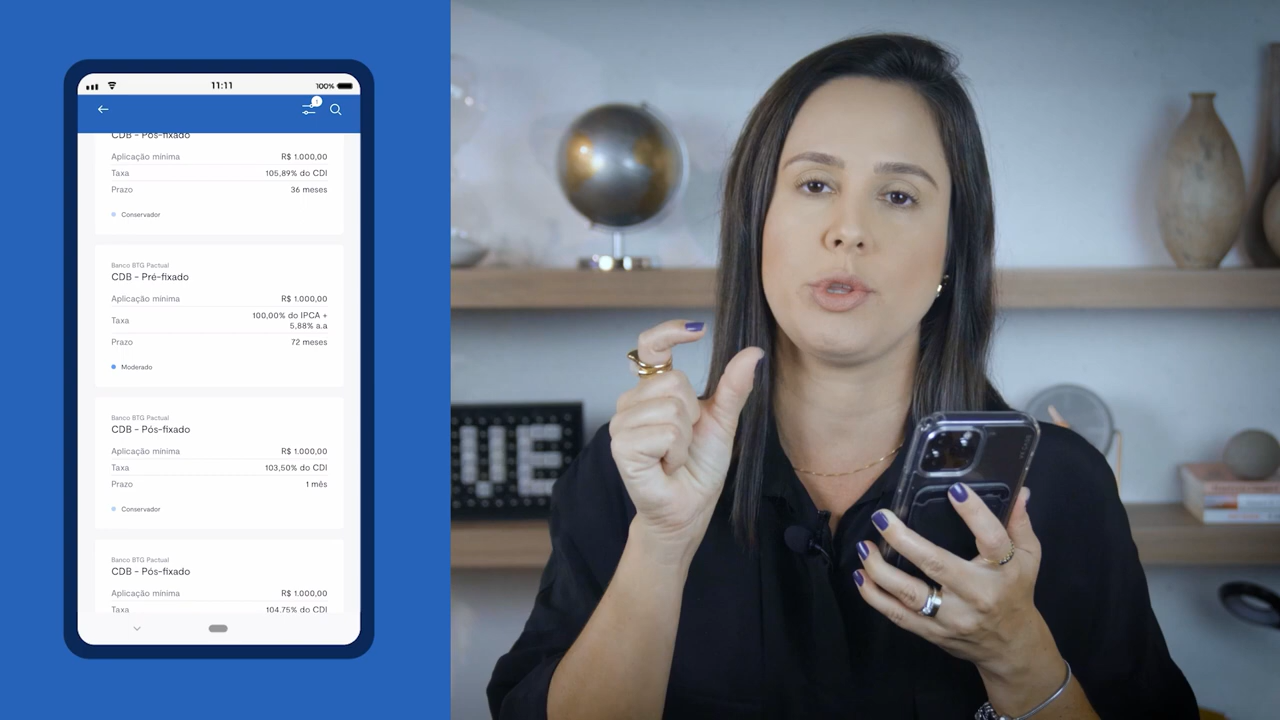 11:11
100%
1
CDB - Pós-fixado
Aplicação mínima R$ 1.000,00
Taxa 105,89% do CDI
Prazo 36 meses
Conservador
Banco BTG Pactual
CDB - Pré-fixado
Aplicação mínima R$ 1.000,00
Taxa 100,00% do IPCA +
5,88% a.a
Prazo 72 meses
Moderado
Banco BTG Pactual
CDB - Pós-fixado
Aplicação mínima R$ 1.000,00
Taxa 103,50% do CDI
Prazo 1 mês
Conservador
Banco BTG Pactual
CDB - Pós-fixado
Aplicação mínima R$ 1.000,00
Taxa 104,75% do CDI
UE